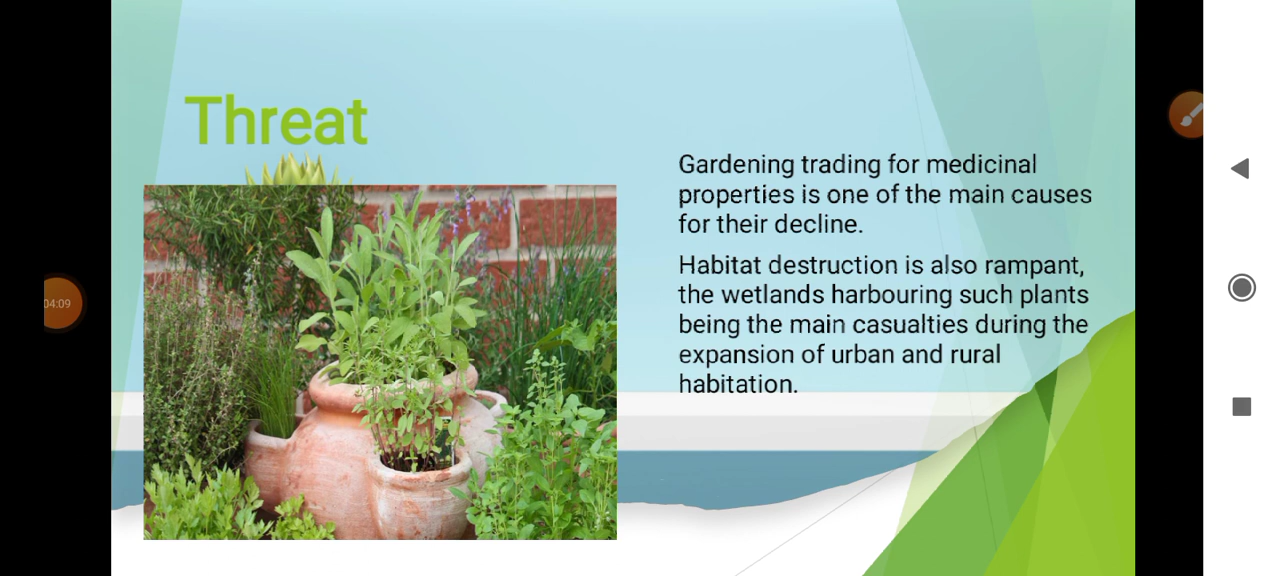 Threat
Gardening trading for medicinal
properties is one of the main causes
for their decline.
Habitat destruction is also rampant,
the wetlands harbouring such plants
being the main casualties during the
expansion of urban and rural
habitation.
04:09